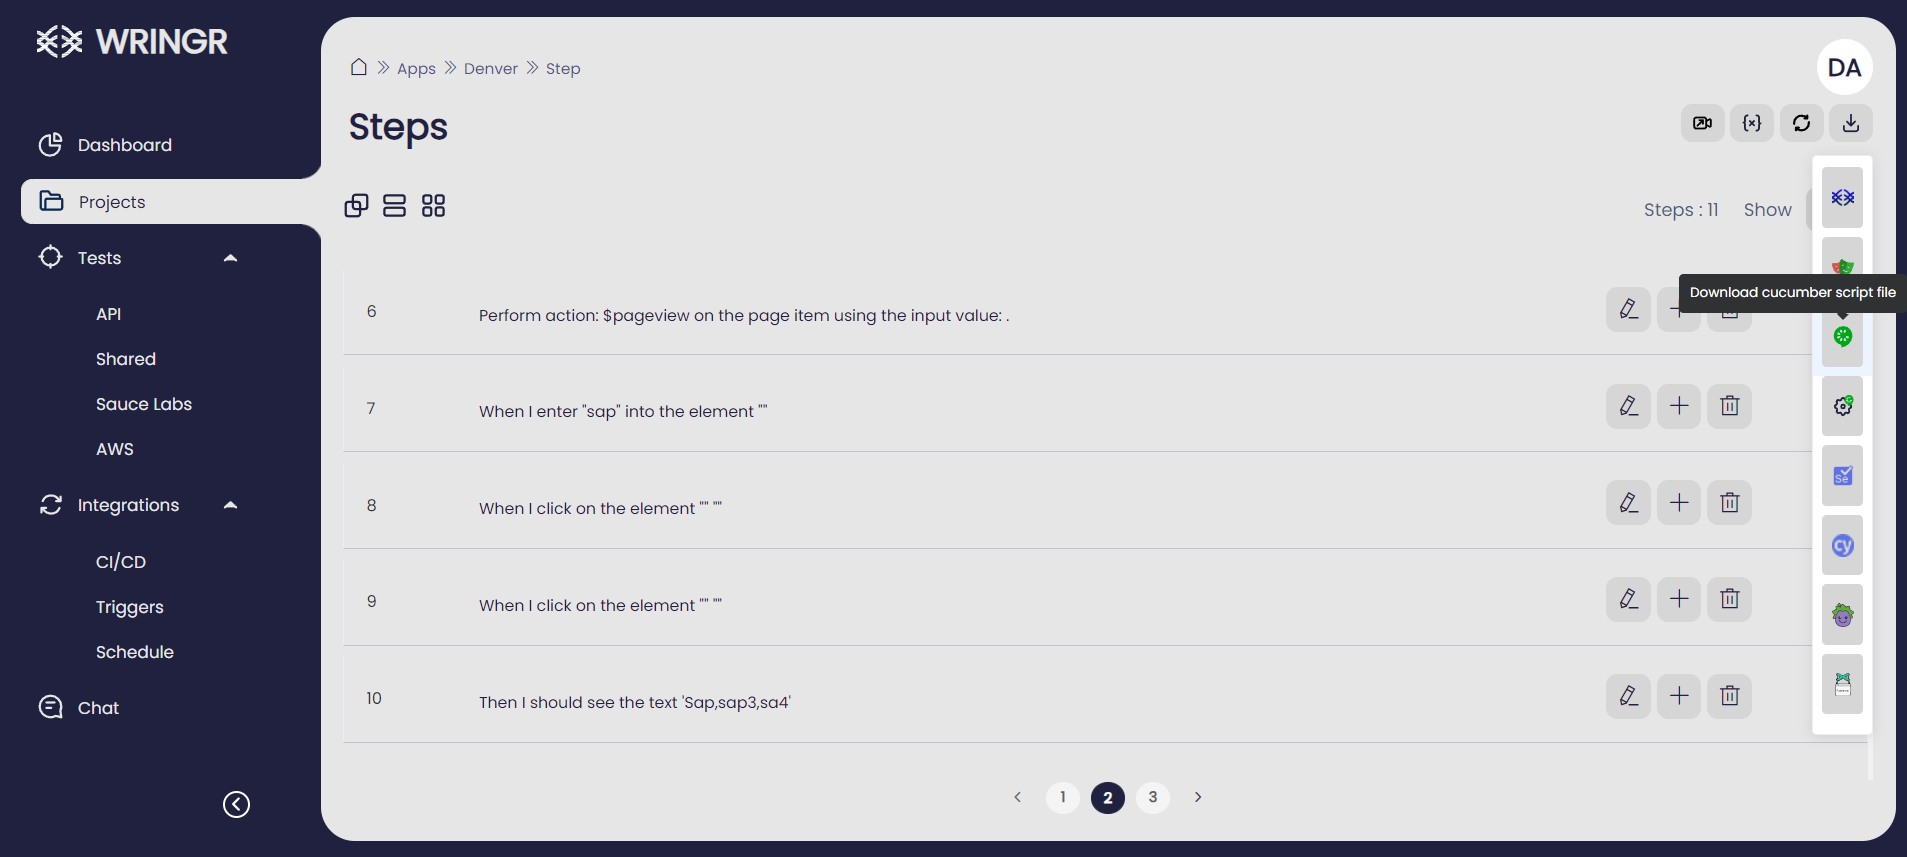 WRINGR
Dashboard
Projects
Tests
API
Shared
Sauce Labs
AWS
Integrations
CI/CD
Triggers
Schedule
Chat
Apps Denver Step
DA
Steps
Steps : 11 Show
Download cucumber script file
6 Perform action: $pageview on the page item using the input value: .
7 When I enter "sap" into the element ""
8 When I click on the element "" ""
9 When I click on the element "" ""
10 Then I should see the text 'Sap,sap3,sa4'
{x}
Se
cy
1 2 3